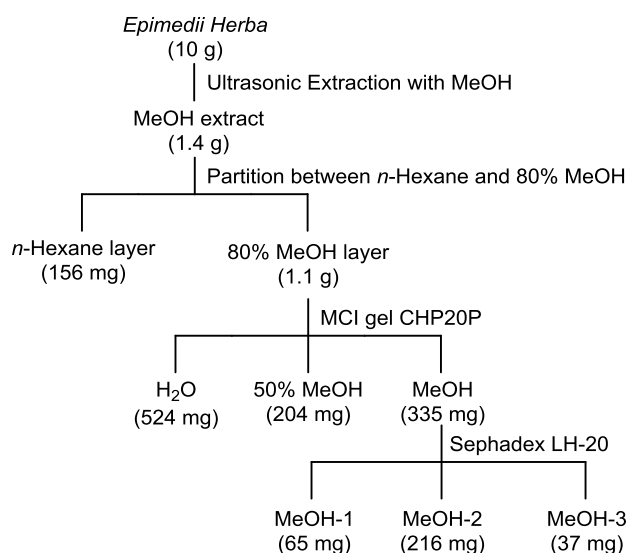 Epimedii Herba
(10 g)
Ultrasonic Extraction with MeOH
MeOH extract
(1.4 g)
Partition between n-Hexane and 80% MeOH
n-Hexane layer
(156 mg)
80% MeOH layer
(1.1 g)
MCI gel CHP20P
H₂O
(524 mg)
50% MeOH
(204 mg)
MeOH
(335 mg)
Sephadex LH-20
MeOH-1
(65 mg)
MeOH-2
(216 mg)
MeOH-3
(37 mg)